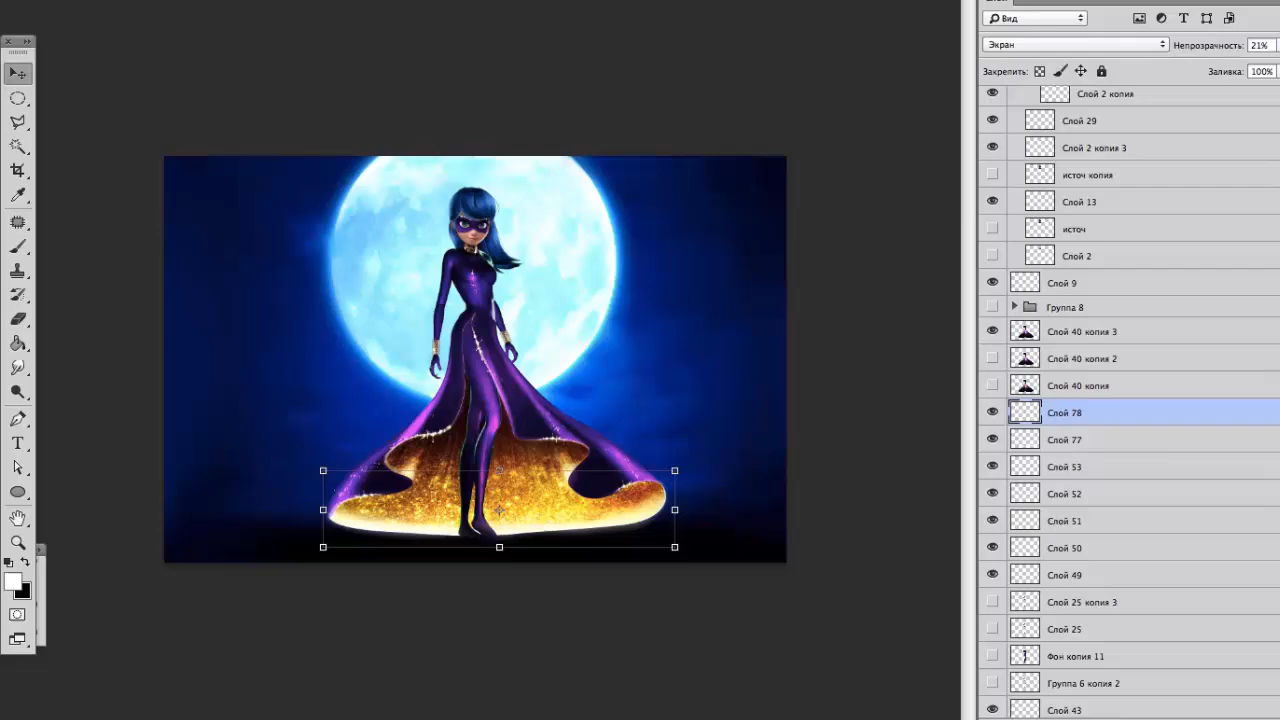 Вид
Экран
Непрозрачность: 21%
Закрепить:
Заливка: 100%
Слой 2 копия
Слой 29
Слой 2 копия 3
источ копия
Слой 13
источ
Слой 2
Слой 9
Группа 8
Слой 40 копия 3
Слой 40 копия 2
Слой 40 копия
Слой 78
Слой 77
Слой 53
Слой 52
Слой 51
Слой 50
Слой 49
Слой 25 копия 3
Слой 25
Фон копия 11
Группа 6 копия 2
Слой 43